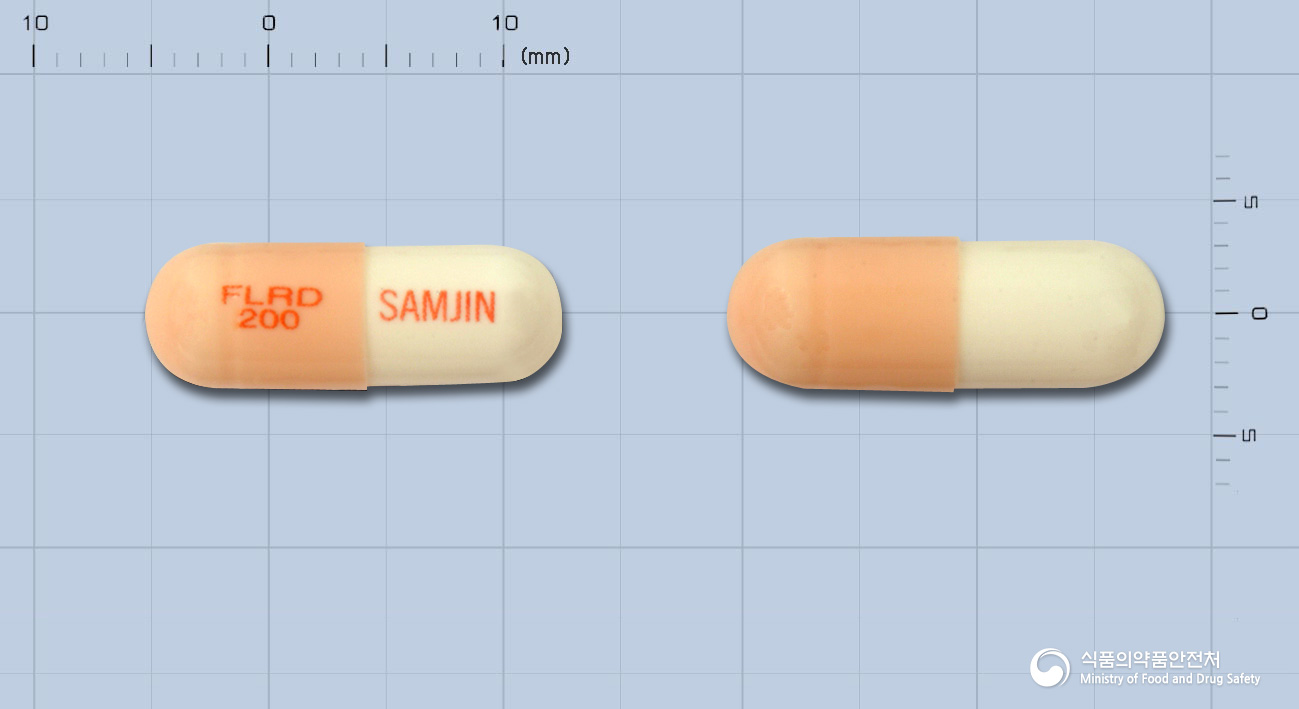 10 0 10
(mm)
5
0
5
FLRD
200
SAMJIN
식품의약품안전처
Ministry of Food and Drug Safety